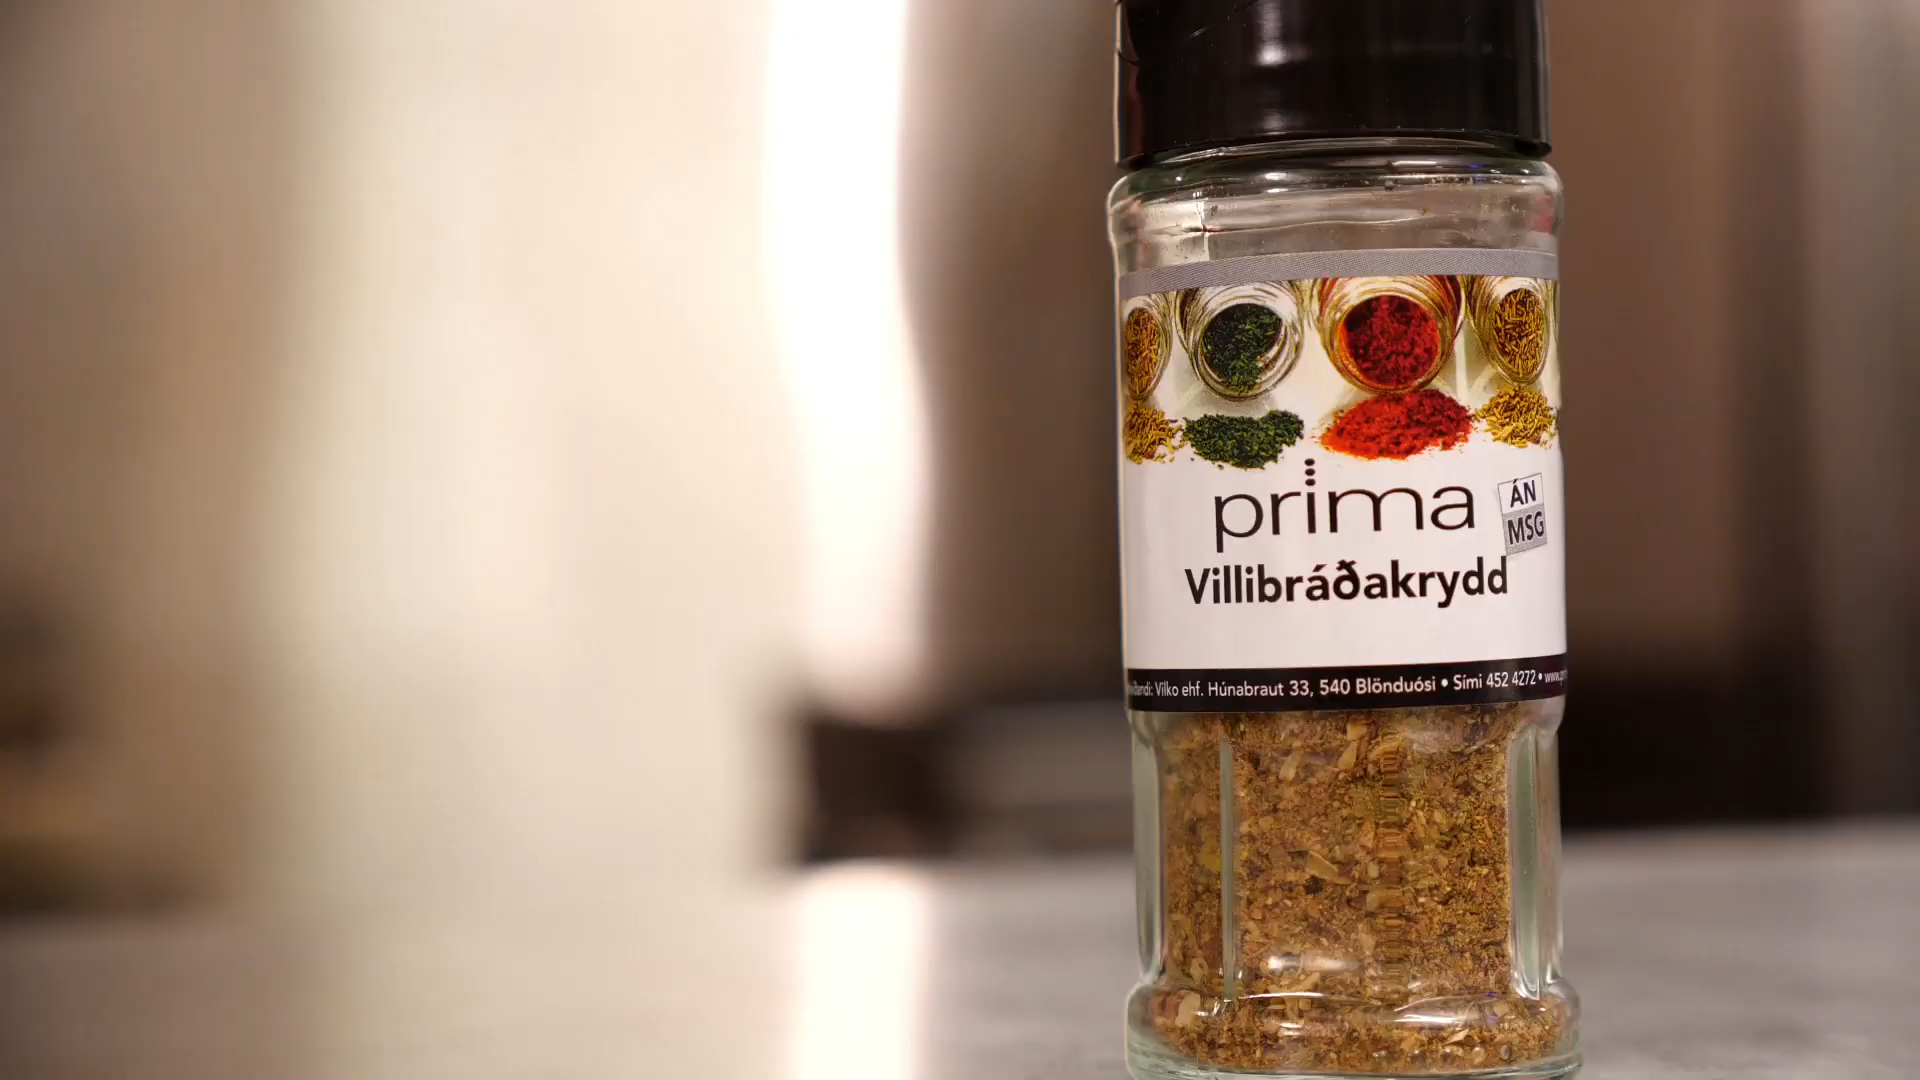 prima
ÁN
MSG
Villibráðakrydd
Vilko ehf. Húnabraut 33, 540 Blönduósi • Sími 452 4272 •